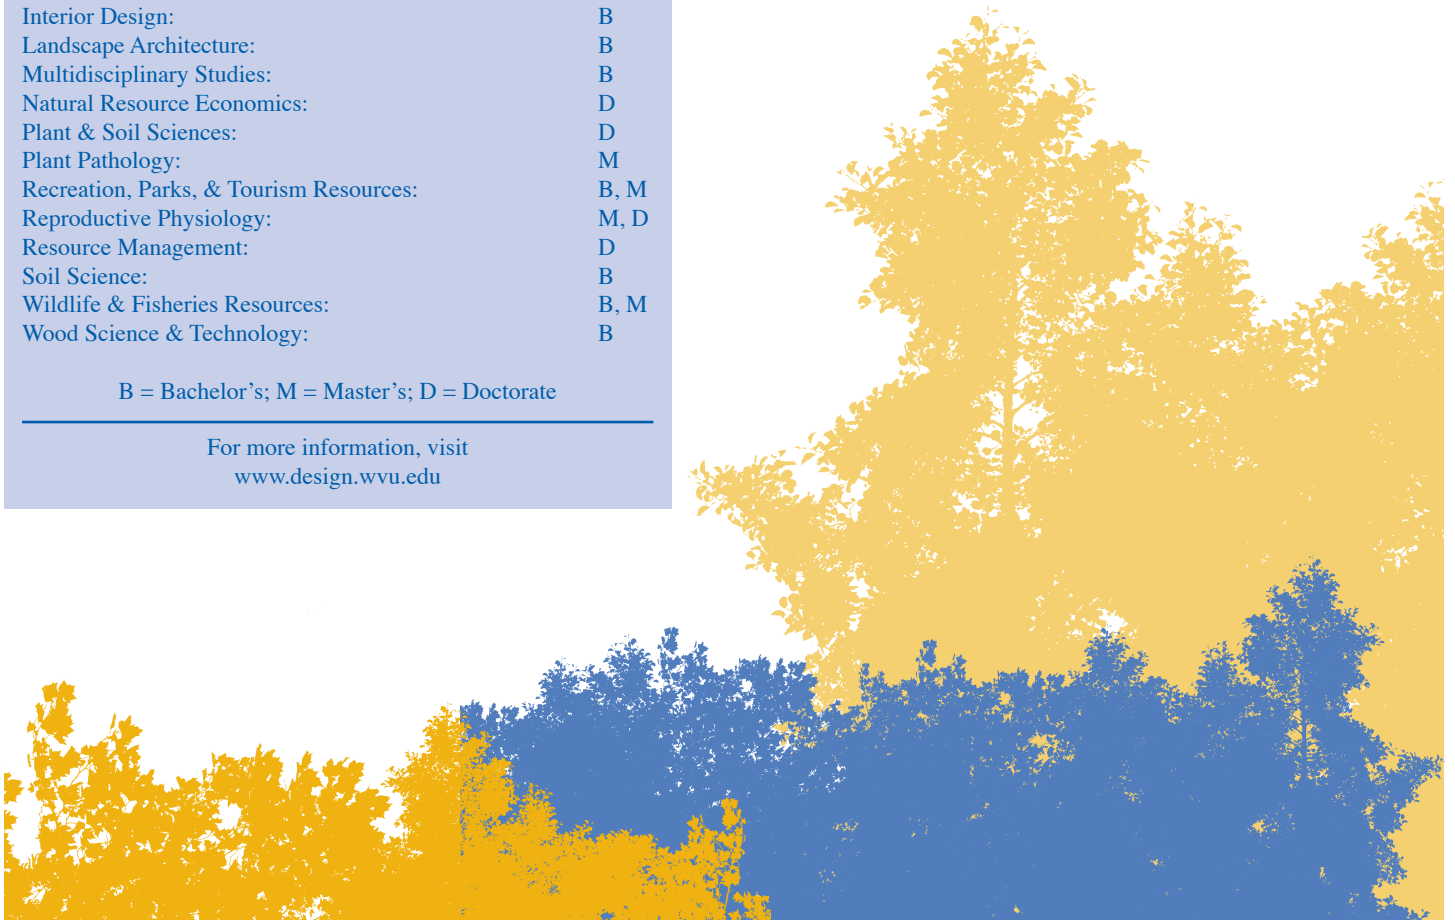 Interior Design: B
Landscape Architecture: B
Multidisciplinary Studies: B
Natural Resource Economics: D
Plant & Soil Sciences: D
Plant Pathology: M
Recreation, Parks, & Tourism Resources: B, M
Reproductive Physiology: M, D
Resource Management: D
Soil Science: B
Wildlife & Fisheries Resources: B, M
Wood Science & Technology: B
B = Bachelor’s; M = Master’s; D = Doctorate
For more information, visit
www.design.wvu.edu